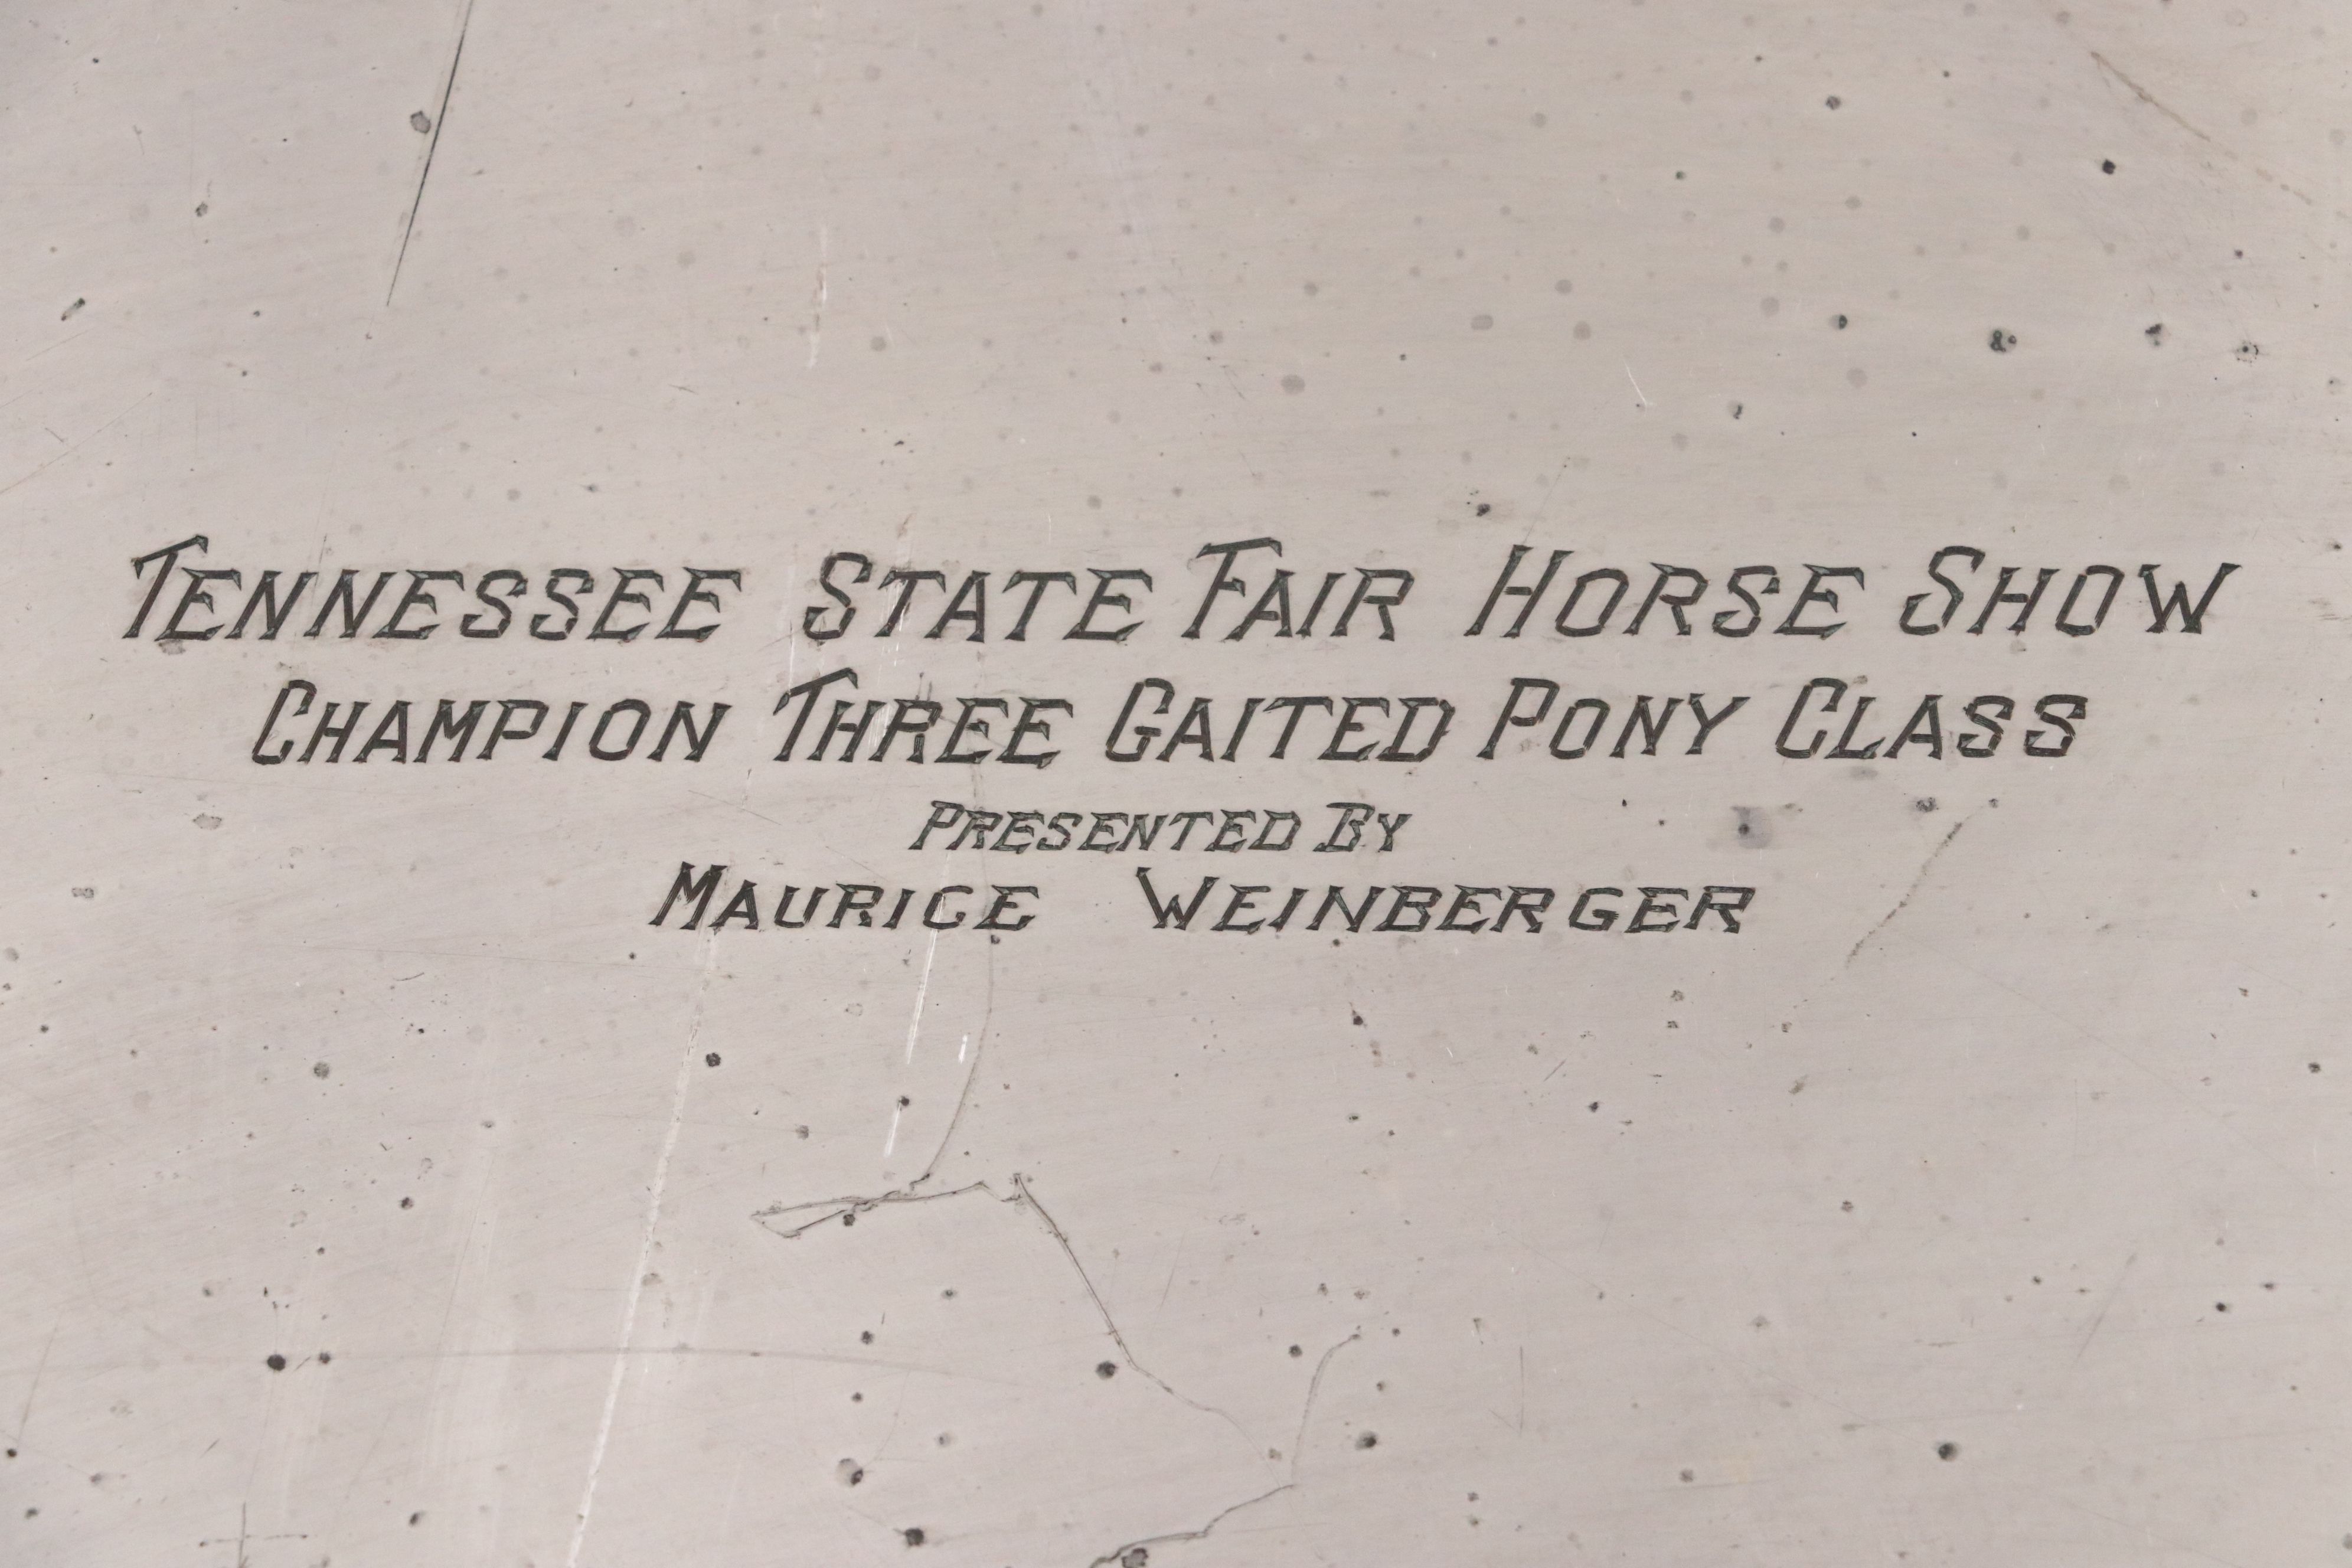 Tennessee State Fair Horse Show
Champion Three Gaited Pony Class
Presented By
Maurice Weinberger